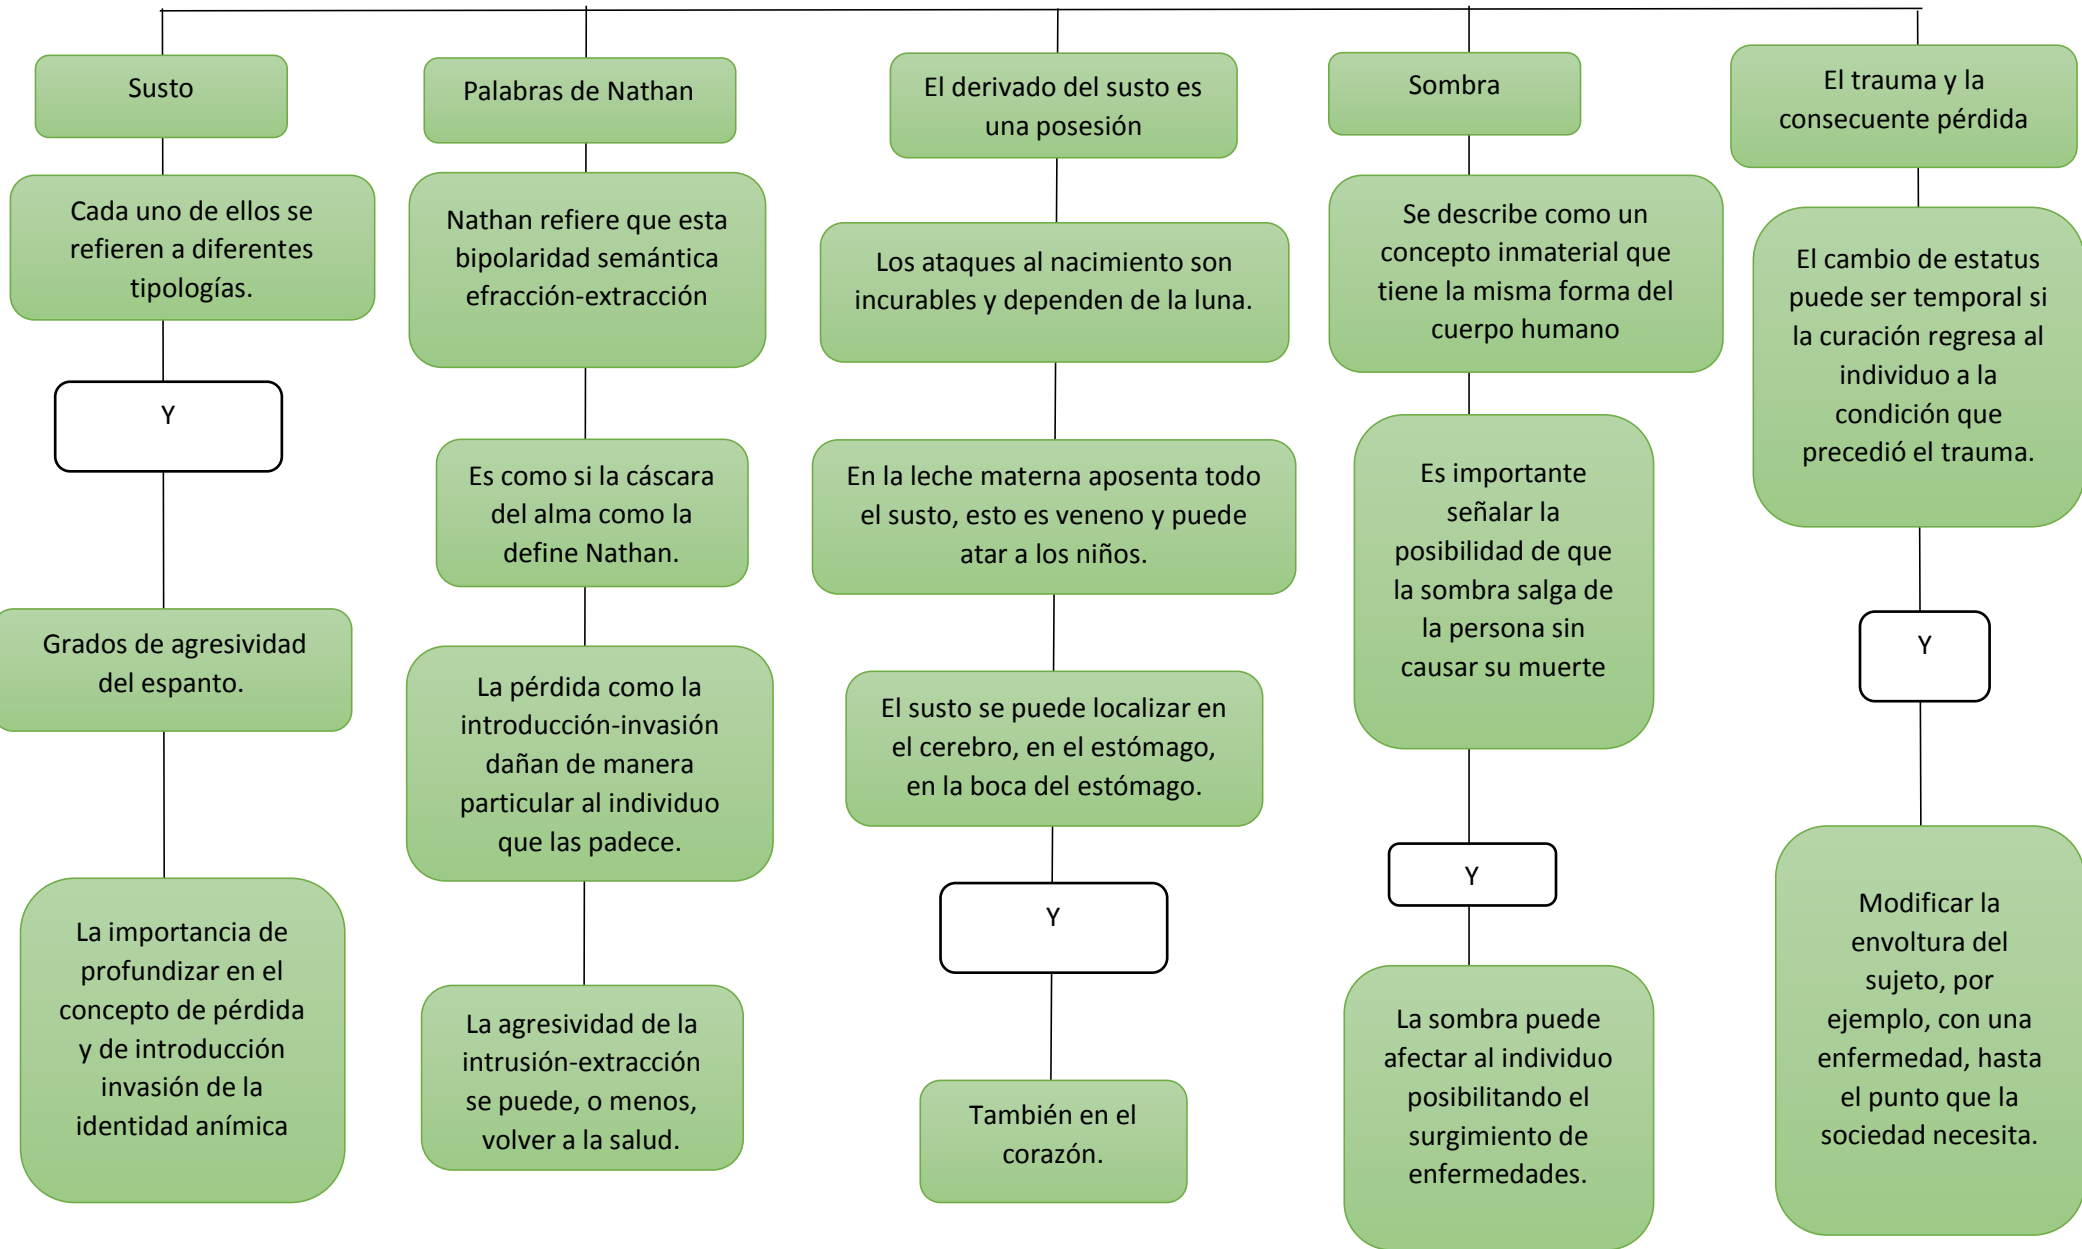 Susto
Cada uno de ellos se
refieren a diferentes
tipologías.
Y
Grados de agresividad
del espanto.
La importancia de
profundizar en el
concepto de pérdida
y de introducción
invasión de la
identidad anímica
Palabras de Nathan
Nathan refiere que esta
bipolaridad semántica
efracción-extracción
Es como si la cáscara
del alma como la
define Nathan.
La pérdida como la
introducción-invasión
dañan de manera
particular al individuo
que las padece.
La agresividad de la
intrusión-extracción
se puede, o menos,
volver a la salud.
El derivado del susto es
una posesión
Los ataques al nacimiento son
incurables y dependen de la luna.
En la leche materna aposenta todo
el susto, esto es veneno y puede
atar a los niños.
El susto se puede localizar en
el cerebro, en el estómago,
en la boca del estómago.
Y
También en el
corazón.
Sombra
Se describe como un
concepto inmaterial que
tiene la misma forma del
cuerpo humano
Es importante
señalar la
posibilidad de que
la sombra salga de
la persona sin
causar su muerte
Y
La sombra puede
afectar al individuo
posibilitando el
surgimiento de
enfermedades.
El trauma y la
consecuente pérdida
El cambio de estatus
puede ser temporal si
la curación regresa al
individuo a la
condición que
precedió el trauma.
Y
Modificar la
envoltura del
sujeto, por
ejemplo, con una
enfermedad, hasta
el punto que la
sociedad necesita.